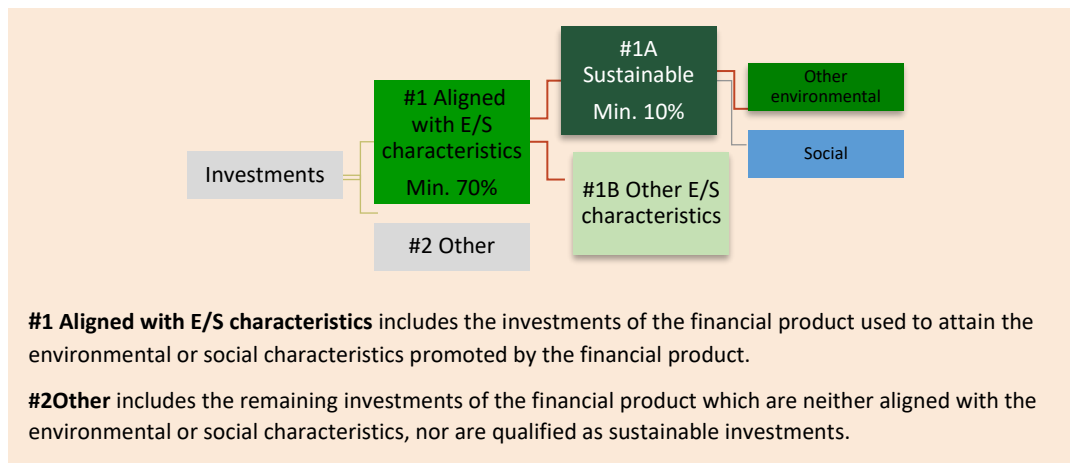 Investments
#1 Aligned
with E/S
characteristics
Min. 70%
#2 Other
#1A
Sustainable
Min. 10%
#1B Other E/S
characteristics
Other
environmental
Social
#1 Aligned with E/S characteristics includes the investments of the financial product used to attain the
environmental or social characteristics promoted by the financial product.
#2Other includes the remaining investments of the financial product which are neither aligned with the
environmental or social characteristics, nor are qualified as sustainable investments.